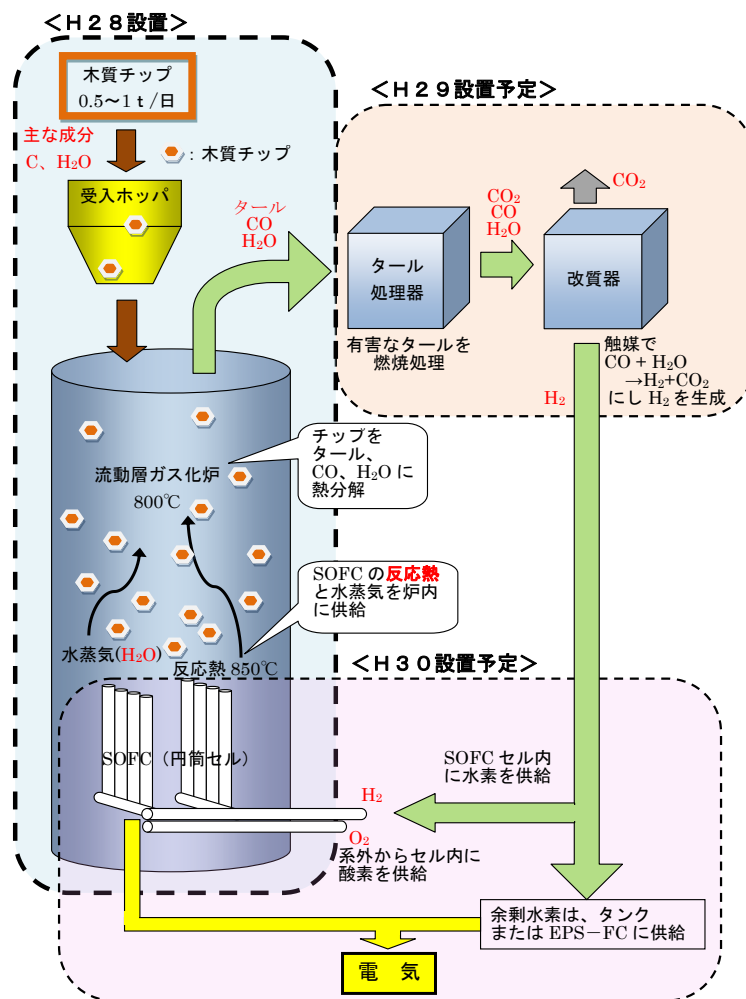 ＜Ｈ２８設置＞
木質チップ
0.5～1ｔ/日
主な成分
C、H₂O
：木質チップ
受入ホッパ
タール
CO
H₂O
＜Ｈ２９設置予定＞
タール
処理器
有害なタールを
燃焼処理
CO₂
CO
H₂O
CO₂
改質器
触媒で
CO＋H₂O
→H₂+CO₂
にし H₂ を生成
H₂
流動層ガス化炉
800℃
チップを
タール、
CO、H₂O に
熱分解
SOFC の反応熱
と水蒸気を炉内
に供給
水蒸気(H₂O)
反応熱 850℃
＜Ｈ３０設置予定＞
SOFC（円筒セル）
SOFC セル内
に水素を供給
H₂
O₂
系外からセル内に
酸素を供給
余剰水素は、タンク
または EPS－FC に供給
電　気